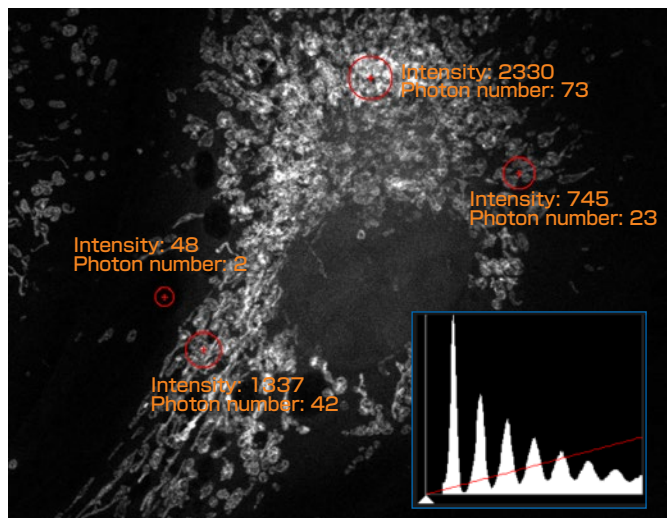 Intensity: 2330
Photon number: 73
Intensity: 745
Photon number: 23
Intensity: 48
Photon number: 2
Intensity: 1337
Photon number: 42